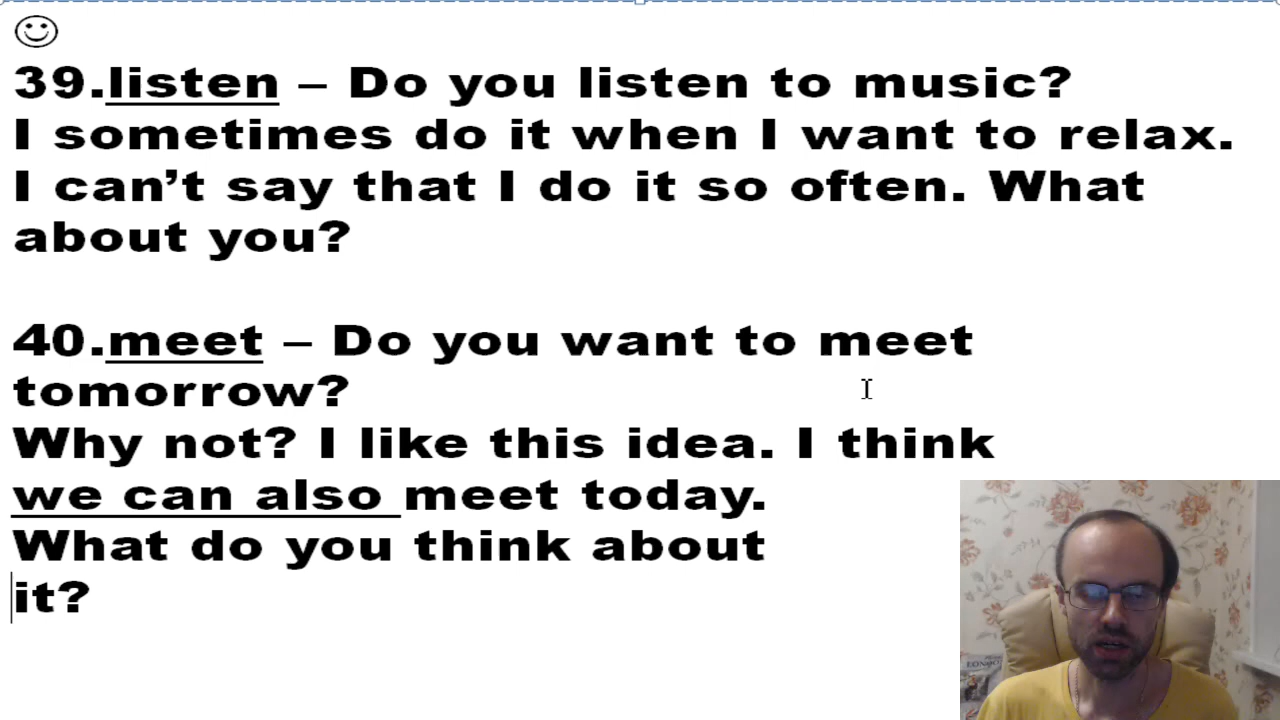 39.listen – Do you listen to music?
I sometimes do it when I want to relax.
I can’t say that I do it so often. What
about you?
40.meet – Do you want to meet
tomorrow?
Why not? I like this idea. I think
we can also meet today.
What do you think about
it?